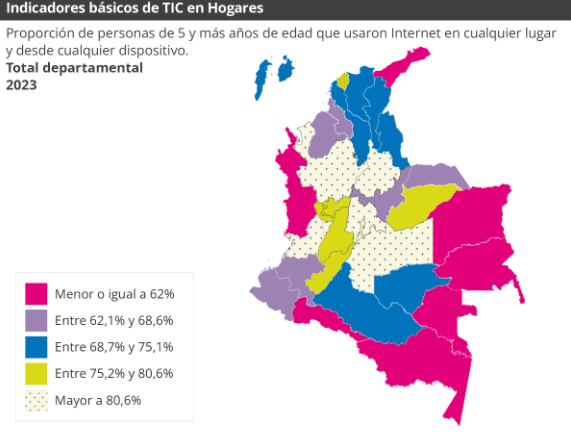 Indicadores básicos de TIC en Hogares
Proporción de personas de 5 y más años de edad que usaron Internet en cualquier lugar
y desde cualquier dispositivo.
Total departamental
2023
Menor o igual a 62%
Entre 62,1% y 68,6%
Entre 68,7% y 75,1%
Entre 75,2% y 80,6%
Mayor a 80,6%